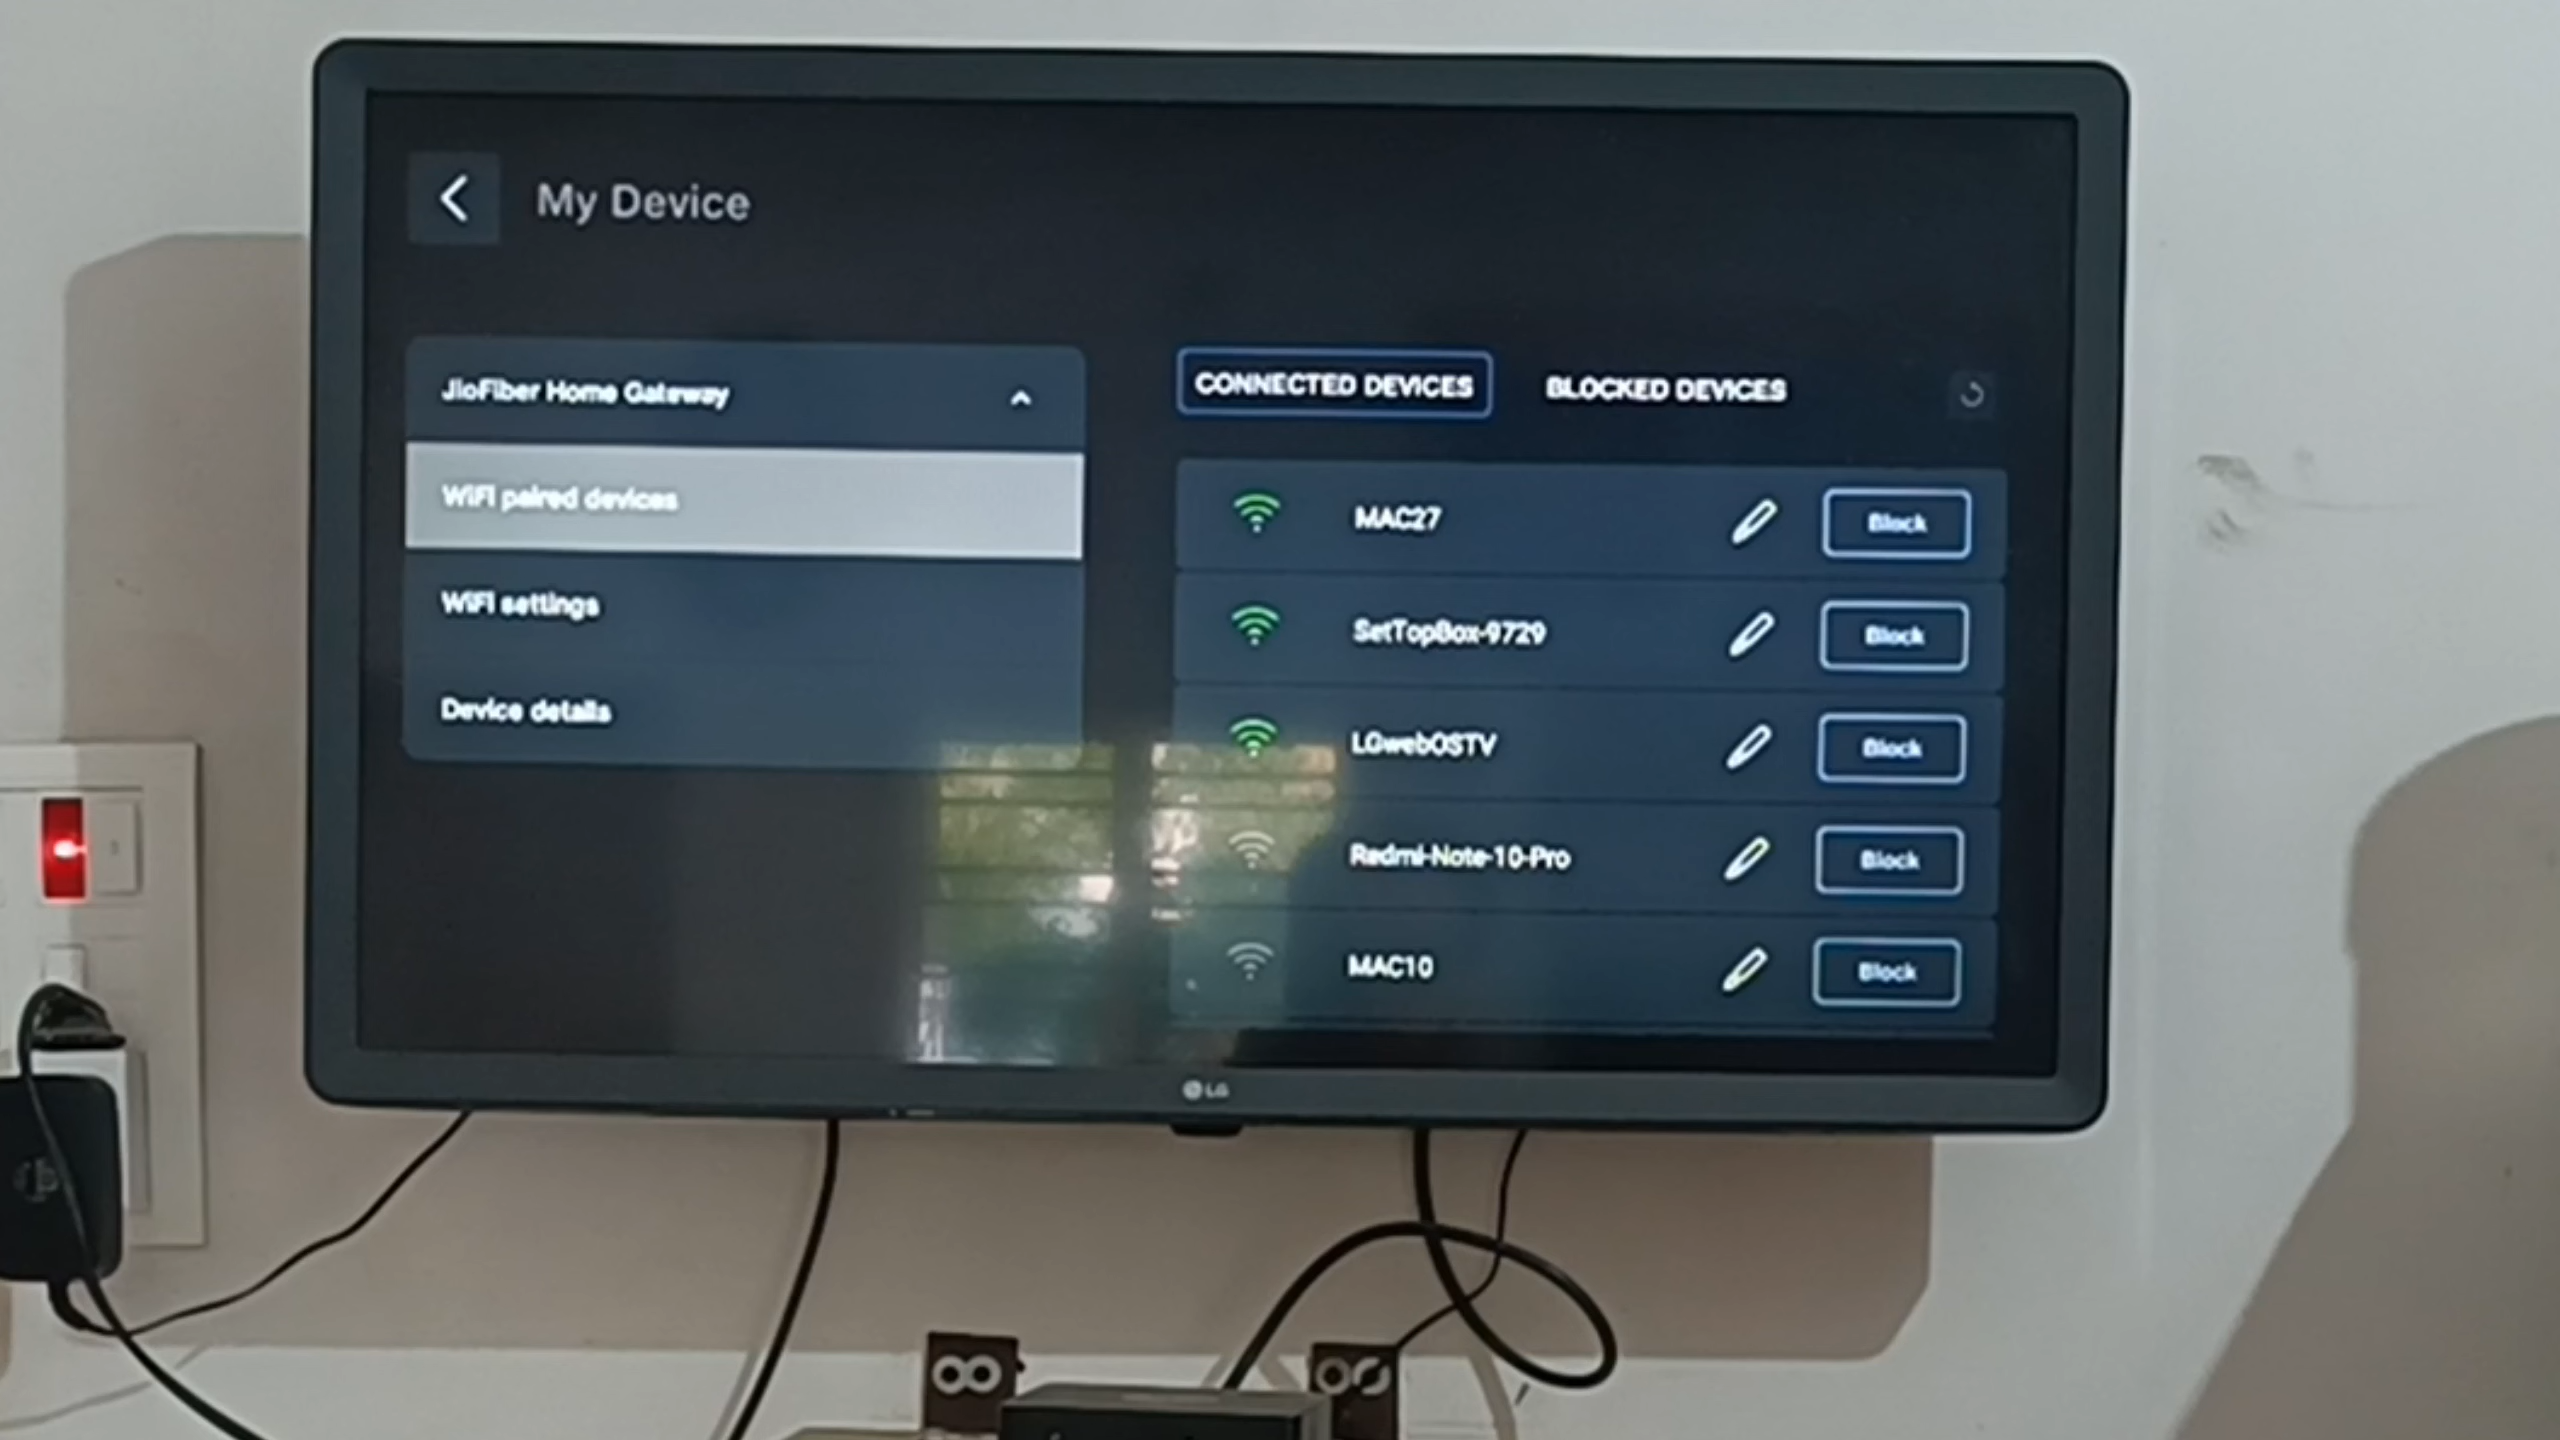 My Device
JioFiber Home Gateway
WiFi paired devices
WiFi settings
Device details
CONNECTED DEVICES
BLOCKED DEVICES
MAC27
Block
SetTopBox-9729
Block
LGwebOSTV
Block
Redmi-Note-10-Pro
Block
MAC10
Block
LG